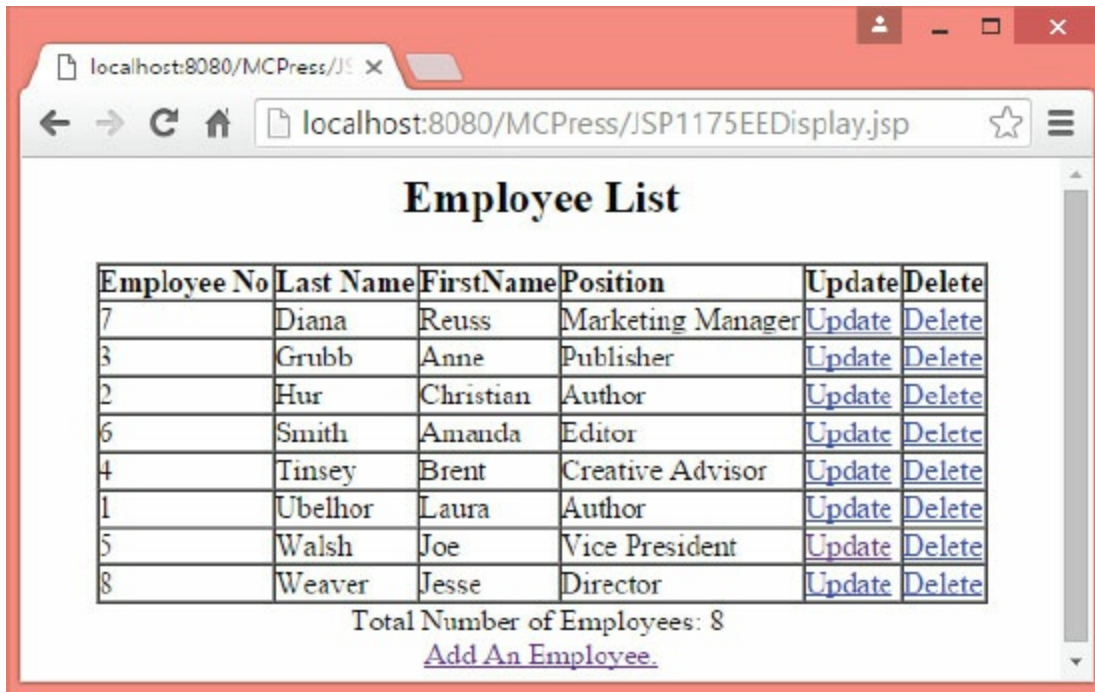 localhost:8080/MCPress/JS
localhost:8080/MCPress/JSP1175EEDisplay.jsp
Employee List
Employee No Last Name FirstName Position Update Delete
7 Diana Reuss Marketing Manager Update Delete
3 Grubb Anne Publisher Update Delete
2 Hur Christian Author Update Delete
6 Smith Amanda Editor Update Delete
4 Tinsey Brent Creative Advisor Update Delete
1 Ubelhor Laura Author Update Delete
5 Walsh Joe Vice President Update Delete
8 Weaver Jesse Director Update Delete
Total Number of Employees: 8
Add An Employee.